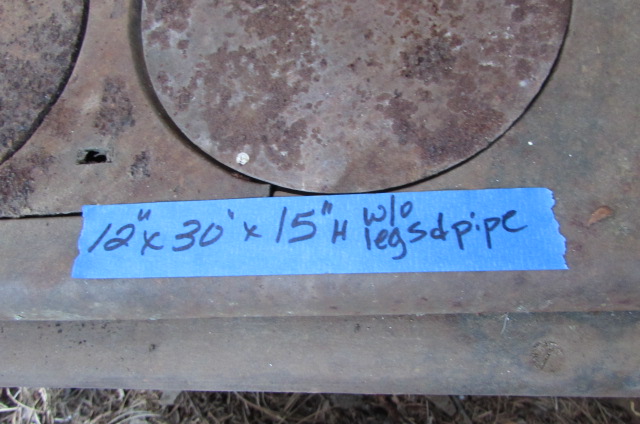 12" x 30' x 15" H w/o
legs & pipe